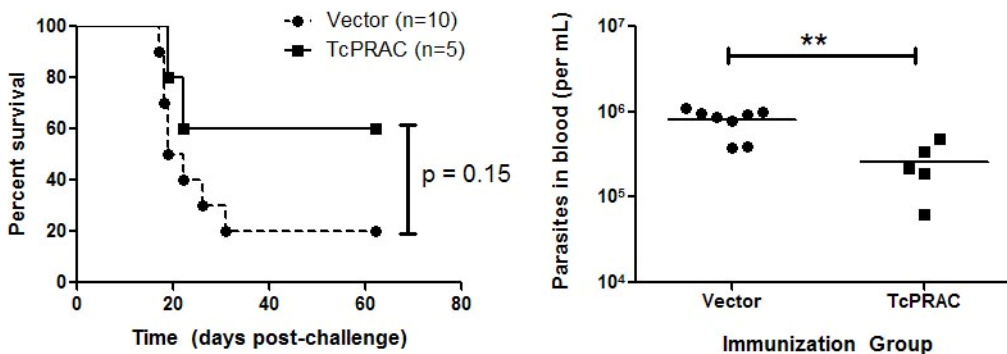 Vector (n=10)
TcPRAC (n=5)
Percent survival
100
80
60
40
20
0
p = 0.15
0 20 40 60 80
Time (days post-challenge)
Parasites in blood (per mL)
10⁷
10⁶
10⁵
10⁴
**
Vector TcPRAC
Immunization Group